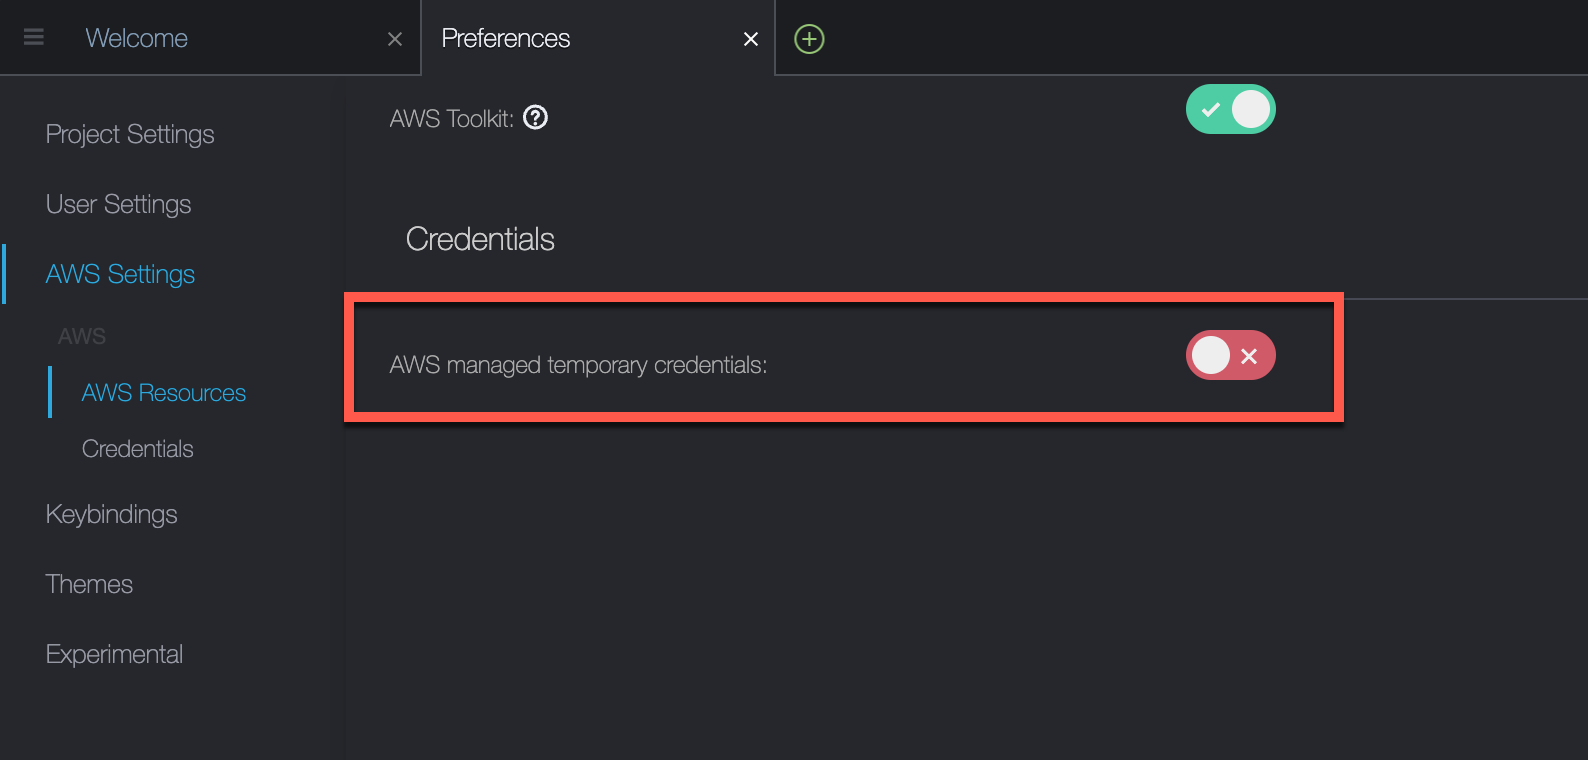 Welcome
Preferences
Project Settings
User Settings
AWS Settings
AWS
AWS Resources
Credentials
Keybindings
Themes
Experimental
AWS Toolkit:
Credentials
AWS managed temporary credentials: